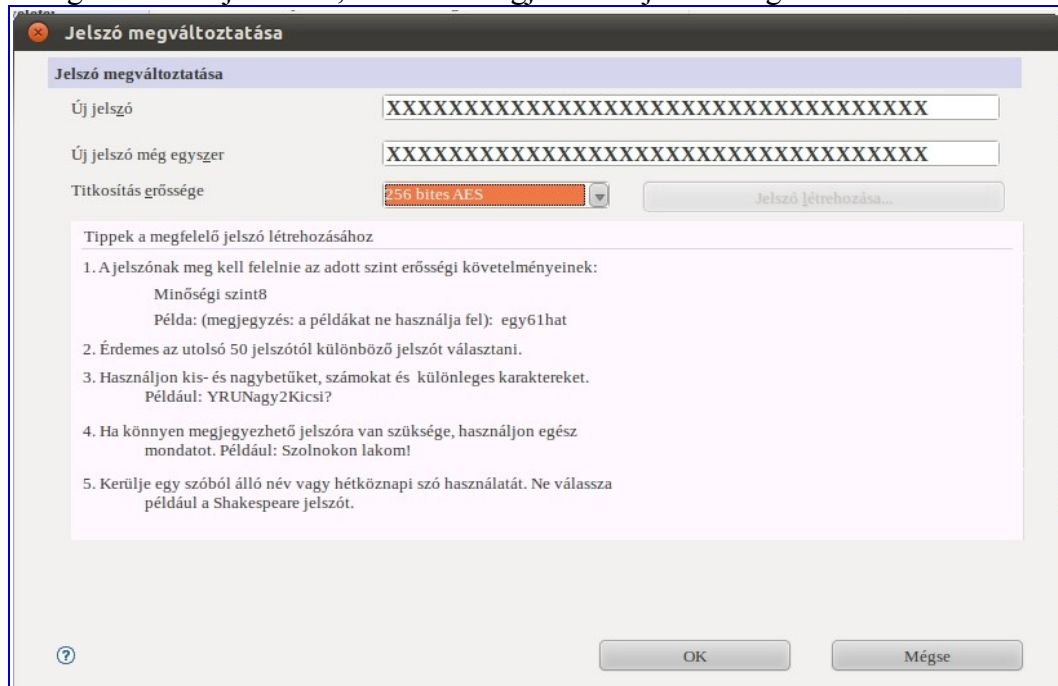 Jelszó megváltoztatása
Jelszó megváltoztatása
Új jelszó
XXXXXXXXXXXXXXXXXXXXXXXXXXXXXXXXXXX
Új jelszó még egyszer
XXXXXXXXXXXXXXXXXXXXXXXXXXXXXXXXXXX
Titkosítás erőssége
256 bites AES
Jelszó létrehozása...
Tippek a megfelelő jelszó létrehozásához
1. A jelszónak meg kell felelnie az adott szint erősségi követelményeinek:
Minőségi szint8
Példa: (megjegyzés: a példákat ne használja fel): egy61hat
2. Érdemes az utolsó 50 jelszótól különböző jelszót választani.
3. Használjon kis- és nagybetűket, számokat és különleges karaktereket.
Például: YRUNagy2Kicsi?
4. Ha könnyen megjegyezhető jelszóra van szüksége, használjon egész
mondatot. Például: Szolnokon lakom!
5. Kerülje egy szóból álló név vagy hétköznapi szó használatát. Ne válassza
például a Shakespeare jelszót.
OK
Mégse